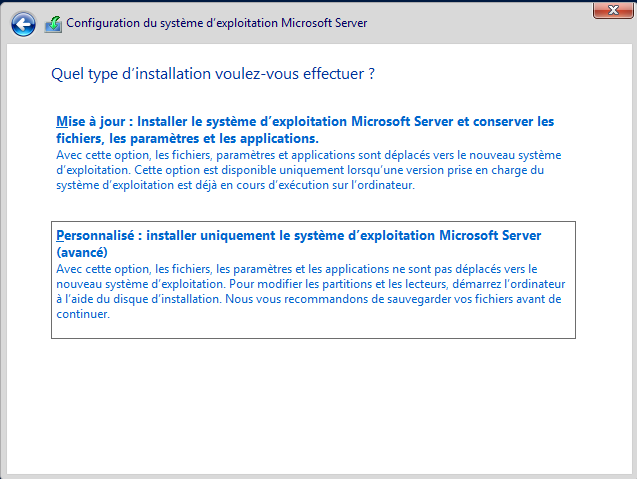 Configuration du système d'exploitation Microsoft Server
Quel type d'installation voulez-vous effectuer ?
Mise à jour : Installer le système d'exploitation Microsoft Server et conserver les
fichiers, les paramètres et les applications.
Avec cette option, les fichiers, paramètres et applications sont déplacés vers le nouveau système
d'exploitation. Cette option est disponible uniquement lorsqu'une version prise en charge du
système d'exploitation est déjà en cours d'exécution sur l'ordinateur.
Personnalisé : installer uniquement le système d'exploitation Microsoft Server
(avancé)
Avec cette option, les fichiers, les paramètres et les applications ne sont pas déplacés vers le
nouveau système d'exploitation. Pour modifier les partitions et les lecteurs, démarrez l'ordinateur
à l'aide du disque d'installation. Nous vous recommandons de sauvegarder vos fichiers avant de
continuer.